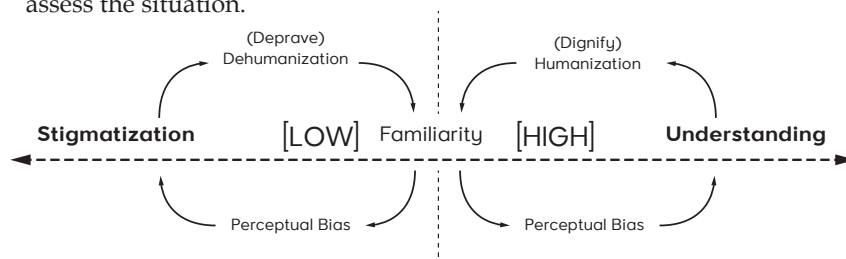 assess the situation.
(Deprave)
Dehumanization
(Dignify)
Humanization
Stigmatization [LOW] Familiarity [HIGH] Understanding
Perceptual Bias Perceptual Bias